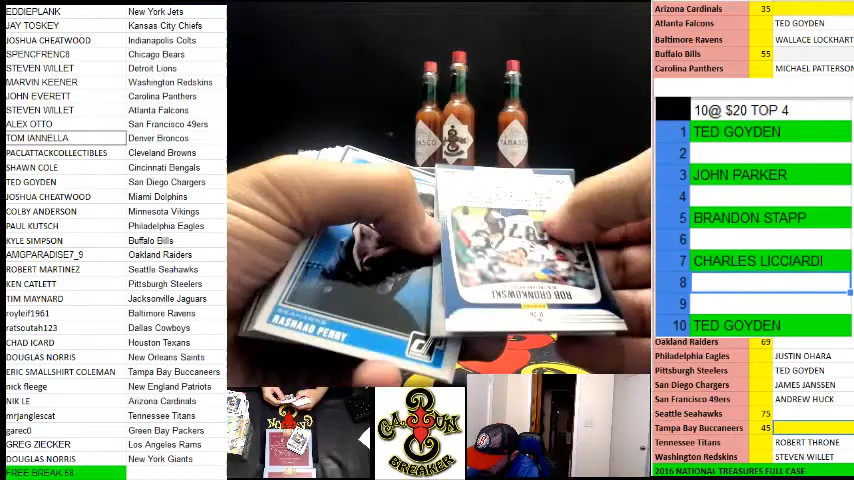 EDDIEPLANK New York Jets
JAY TOSKEY Kansas City Chiefs
JOSHUA CHEATWOOD Indianapolis Colts
SPENCFRENC8 Chicago Bears
STEVEN WILLET Detroit Lions
MARVIN KEENER Washington Redskins
JOHN EVERETT Carolina Panthers
STEVEN WILLET Atlanta Falcons
ALEX OTTO San Francisco 49ers
TOM IANNELLA Denver Broncos
PACLATTACKCOLLECTIBLES Cleveland Browns
SHAWN COLE Cincinnati Bengals
TED GOYDEN San Diego Chargers
JOSHUA CHEATWOOD Miami Dolphins
COLBY ANDERSON Minnesota Vikings
PAUL KUTSCH Philadelphia Eagles
KYLE SIMPSON Buffalo Bills
AMGPARADISE7_9 Oakland Raiders
ROBERT MARTINEZ Seattle Seahawks
KEN CATLETT Pittsburgh Steelers
TIM MAYNARD Jacksonville Jaguars
royleif1961 Baltimore Ravens
ratsoutah123 Dallas Cowboys
CHAD ICARD Houston Texans
DOUGLAS NORRIS New Orleans Saints
ERIC SMALLSHIRT COLEMAN Tampa Bay Buccaneers
nick fleege New England Patriots
NIK LE Arizona Cardinals
mrjanglescat Tennessee Titans
garec0 Green Bay Packers
GREG ZIECKER Los Angeles Rams
DOUGLAS NORRIS New York Giants
FREE BREAK 58
TABASCO
SEAHAWKS
RASHAAD PENNY
ROB GRONKOWSKI
CAJUN
BREAKER
Arizona Cardinals 35
Atlanta Falcons TED GOYDEN
Baltimore Ravens WALLACE LOCKHART
Buffalo Bills 55
Carolina Panthers MICHAEL PATTERSON
10@ $20 TOP 4
1 TED GOYDEN
2
3 JOHN PARKER
4
5 BRANDON STAPP
6
7 CHARLES LICCIARDI
8
9
10 TED GOYDEN
Oakland Raiders 69
Philadelphia Eagles JUSTIN OHARA
Pittsburgh Steelers TED GOYDEN
San Diego Chargers JAMES JANSSEN
San Francisco 49ers ANDREW HUCK
Seattle Seahawks 75
Tampa Bay Buccaneers 45
Tennessee Titans ROBERT THRONE
Washington Redskins STEVEN WILLET
2016 NATIONAL TREASURES FULL CASE